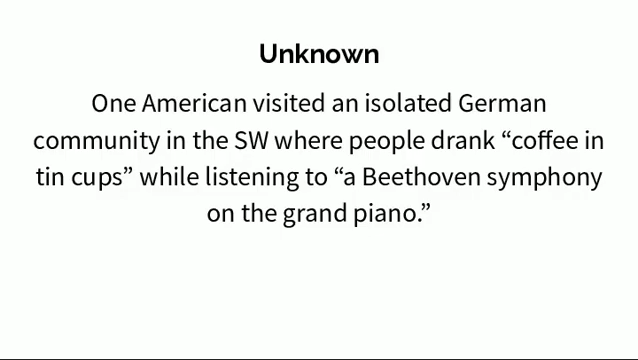 Unknown
One American visited an isolated German
community in the SW where people drank “coffee in
tin cups” while listening to “a Beethoven symphony
on the grand piano.”